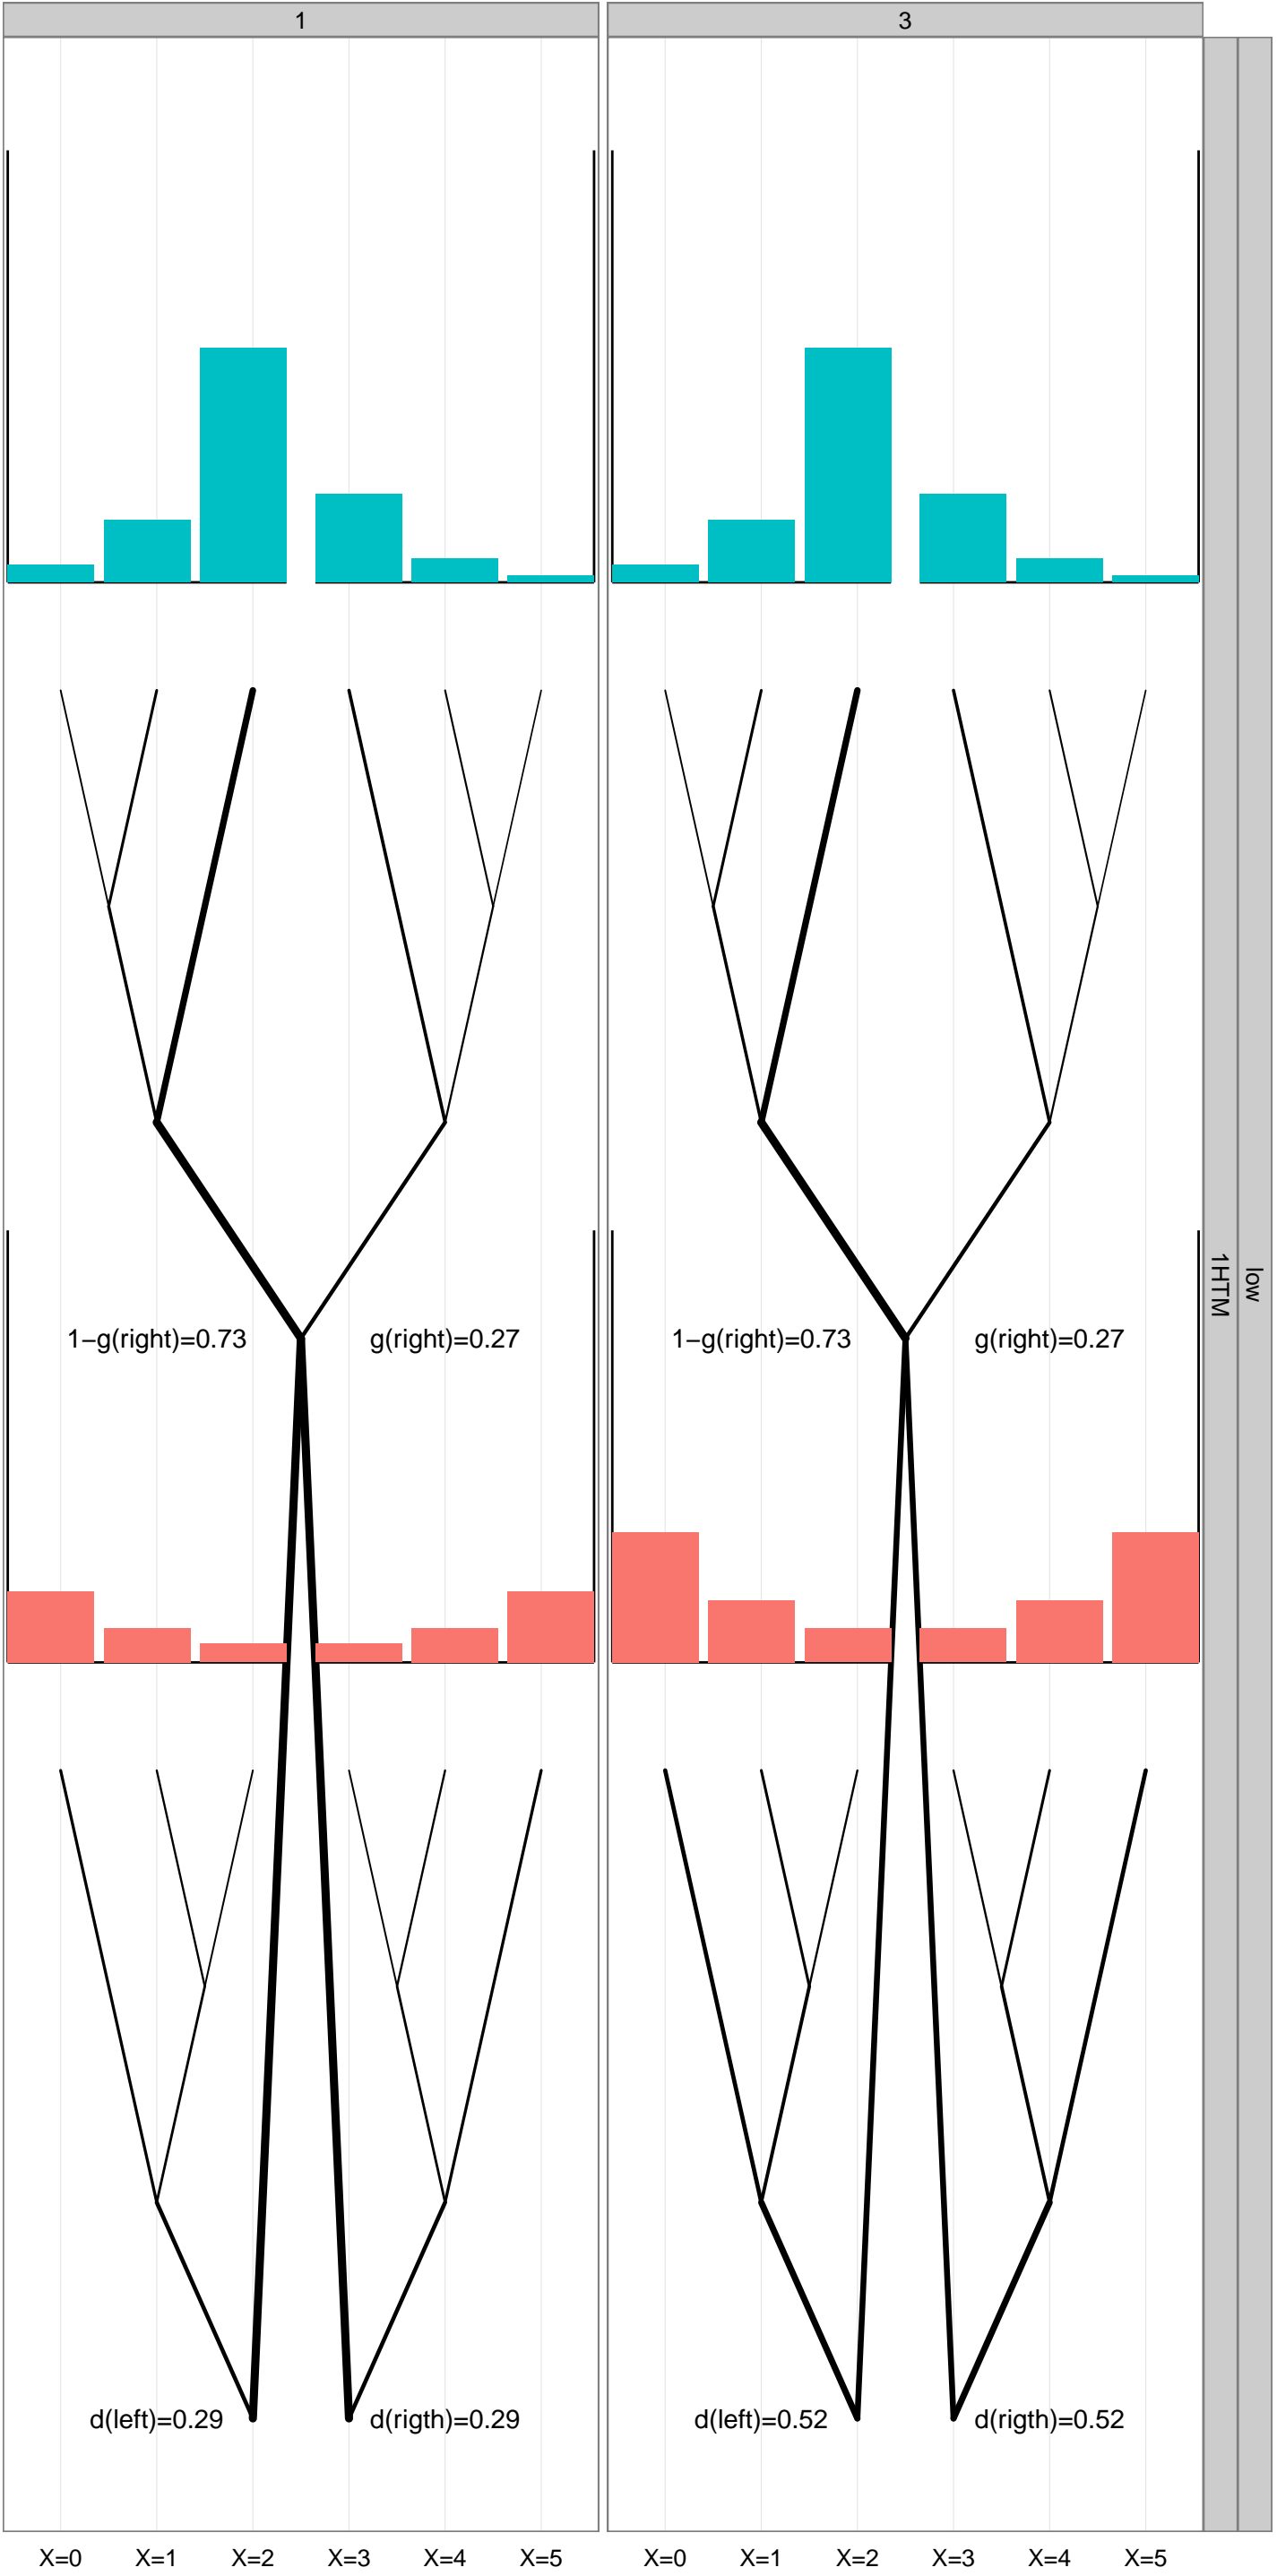 1
3
low
1HTM
1−g(right)=0.73
g(right)=0.27
1−g(right)=0.73
g(right)=0.27
d(left)=0.29
d(rigth)=0.29
d(left)=0.52
d(rigth)=0.52
X=0 X=1 X=2 X=3 X=4 X=5
X=0 X=1 X=2 X=3 X=4 X=5